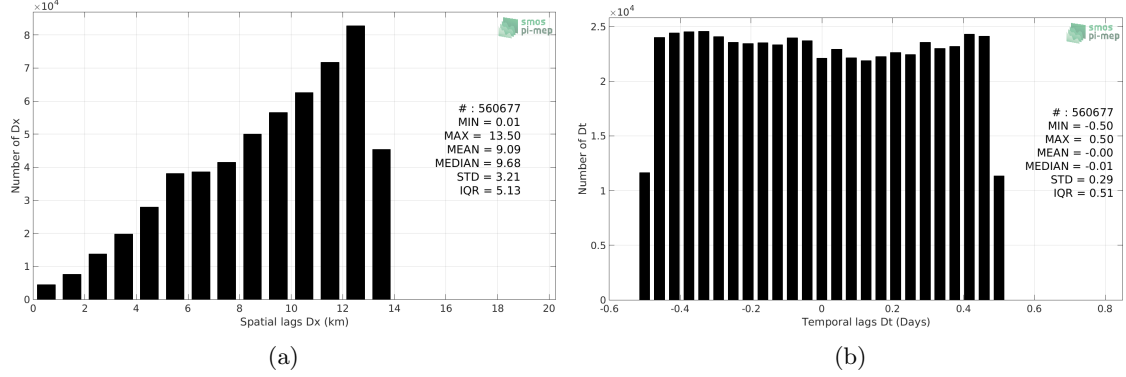 ×10⁴
8
7
6
5
4
3
2
1
0
Number of Dx
0 2 4 6 8 10 12 14 16 18 20
Spatial lags Dx (km)
smos
pi-mep
# : 560677
MIN = 0.01
MAX = 13.50
MEAN = 9.09
MEDIAN = 9.68
STD = 3.21
IQR = 5.13
(a)
×10⁴
2.5
2
1.5
1
0.5
0
Number of Dt
-0.6 -0.4 -0.2 0 0.2 0.4 0.6 0.8
Temporal lags Dt (Days)
smos
pi-mep
# : 560677
MIN = -0.50
MAX = 0.50
MEAN = -0.00
MEDIAN = -0.01
STD = 0.29
IQR = 0.51
(b)